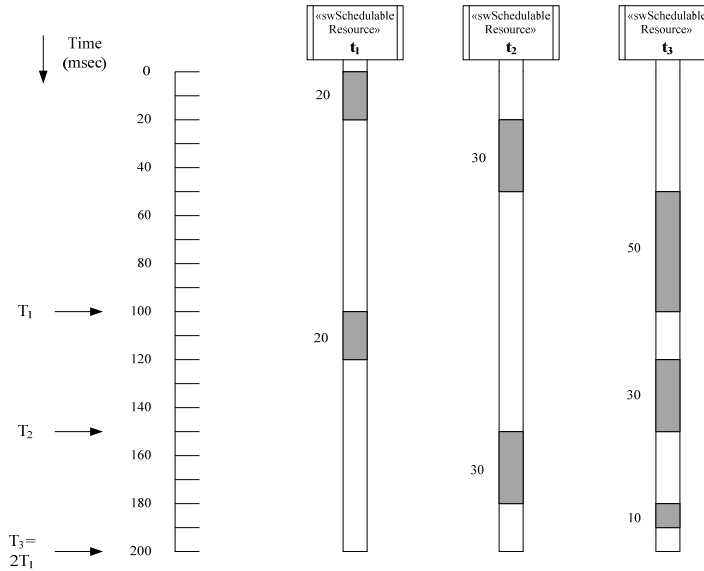 Time
(msec)
«swSchedulable
Resource»
t1
«swSchedulable
Resource»
t2
«swSchedulable
Resource»
t3
0
20
20
30
40
60
80
50
T1
100
20
120
30
140
T2
160
30
180
10
T3 =
2T1
200